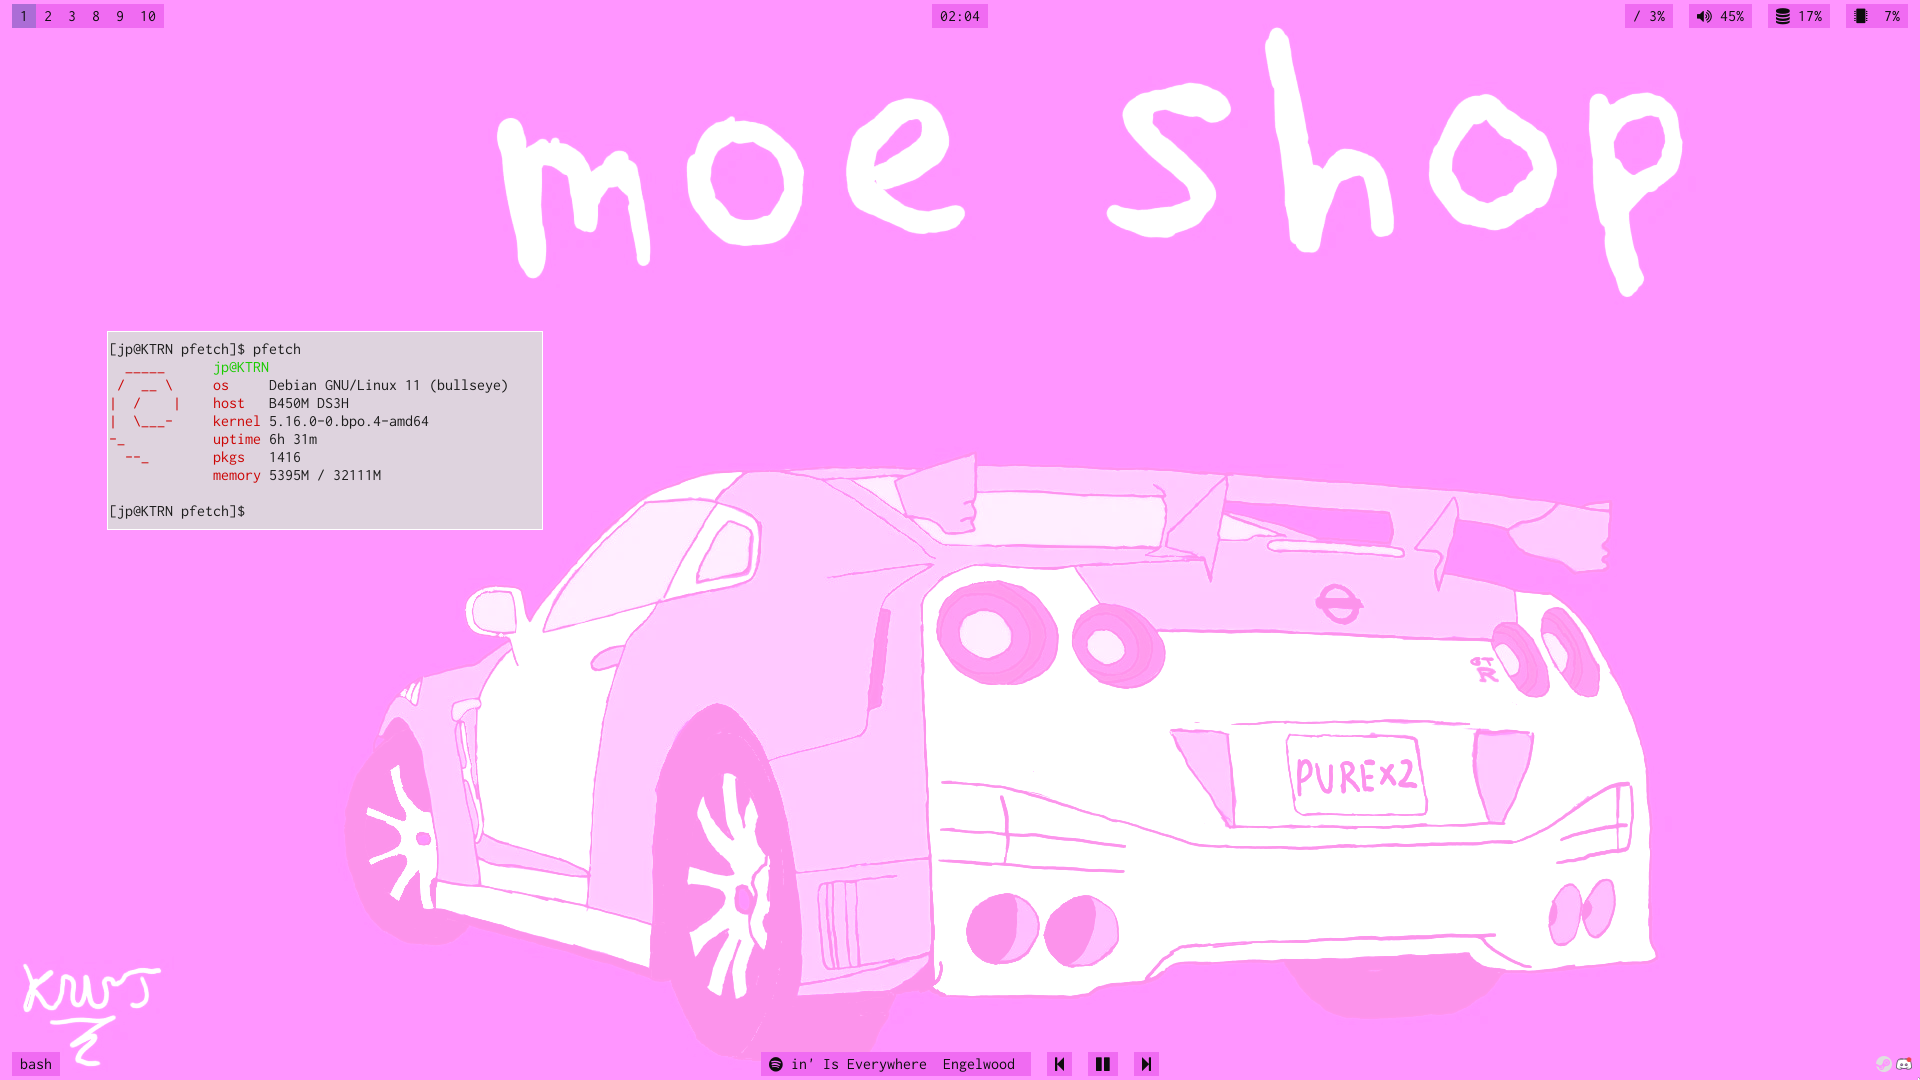 1 2 3 8 9 10
02:04
/ 3% 45% 17% 7%
moe shop
[jp@KTRN pfetch]$ pfetch
jp@KTRN
os Debian GNU/Linux 11 (bullseye)
host B450M DS3H
kernel 5.16.0-0.bpo.4-amd64
uptime 6h 31m
pkgs 1416
memory 5395M / 32111M
[jp@KTRN pfetch]$
GT
R
PUREX2
bash
in' Is Everywhere Engelwood